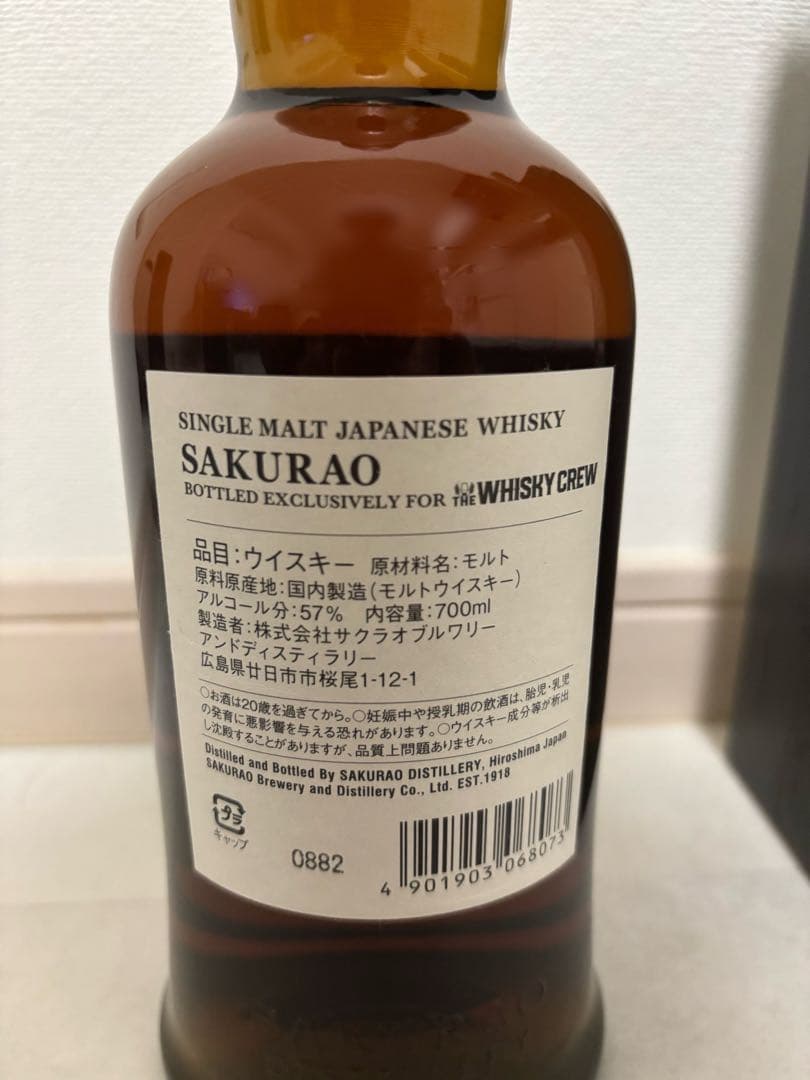 SINGLE MALT JAPANESE WHISKY
SAKURAO
BOTTLED EXCLUSIVELY FOR THE WHISKY CREW
品目:ウイスキー 原材料名:モルト
原料原産地:国内製造(モルトウイスキー)
アルコール分:57% 内容量:700ml
製造者:株式会社サクラオブルワリー
アンドディスティラリー
広島県廿日市市桜尾1-12-1
○お酒は20歳を過ぎてから。○妊娠中や授乳期の飲酒は、胎児・乳児
の発育に悪影響を与える恐れがあります。○ウイスキー成分等が析出
し沈殿することがありますが、品質上問題ありません。
Distilled and Bottled By SAKURAO DISTILLERY, Hiroshima Japan
SAKURAO Brewery and Distillery Co., Ltd. EST.1918
プラ
キャップ
0882
4 901903 068073